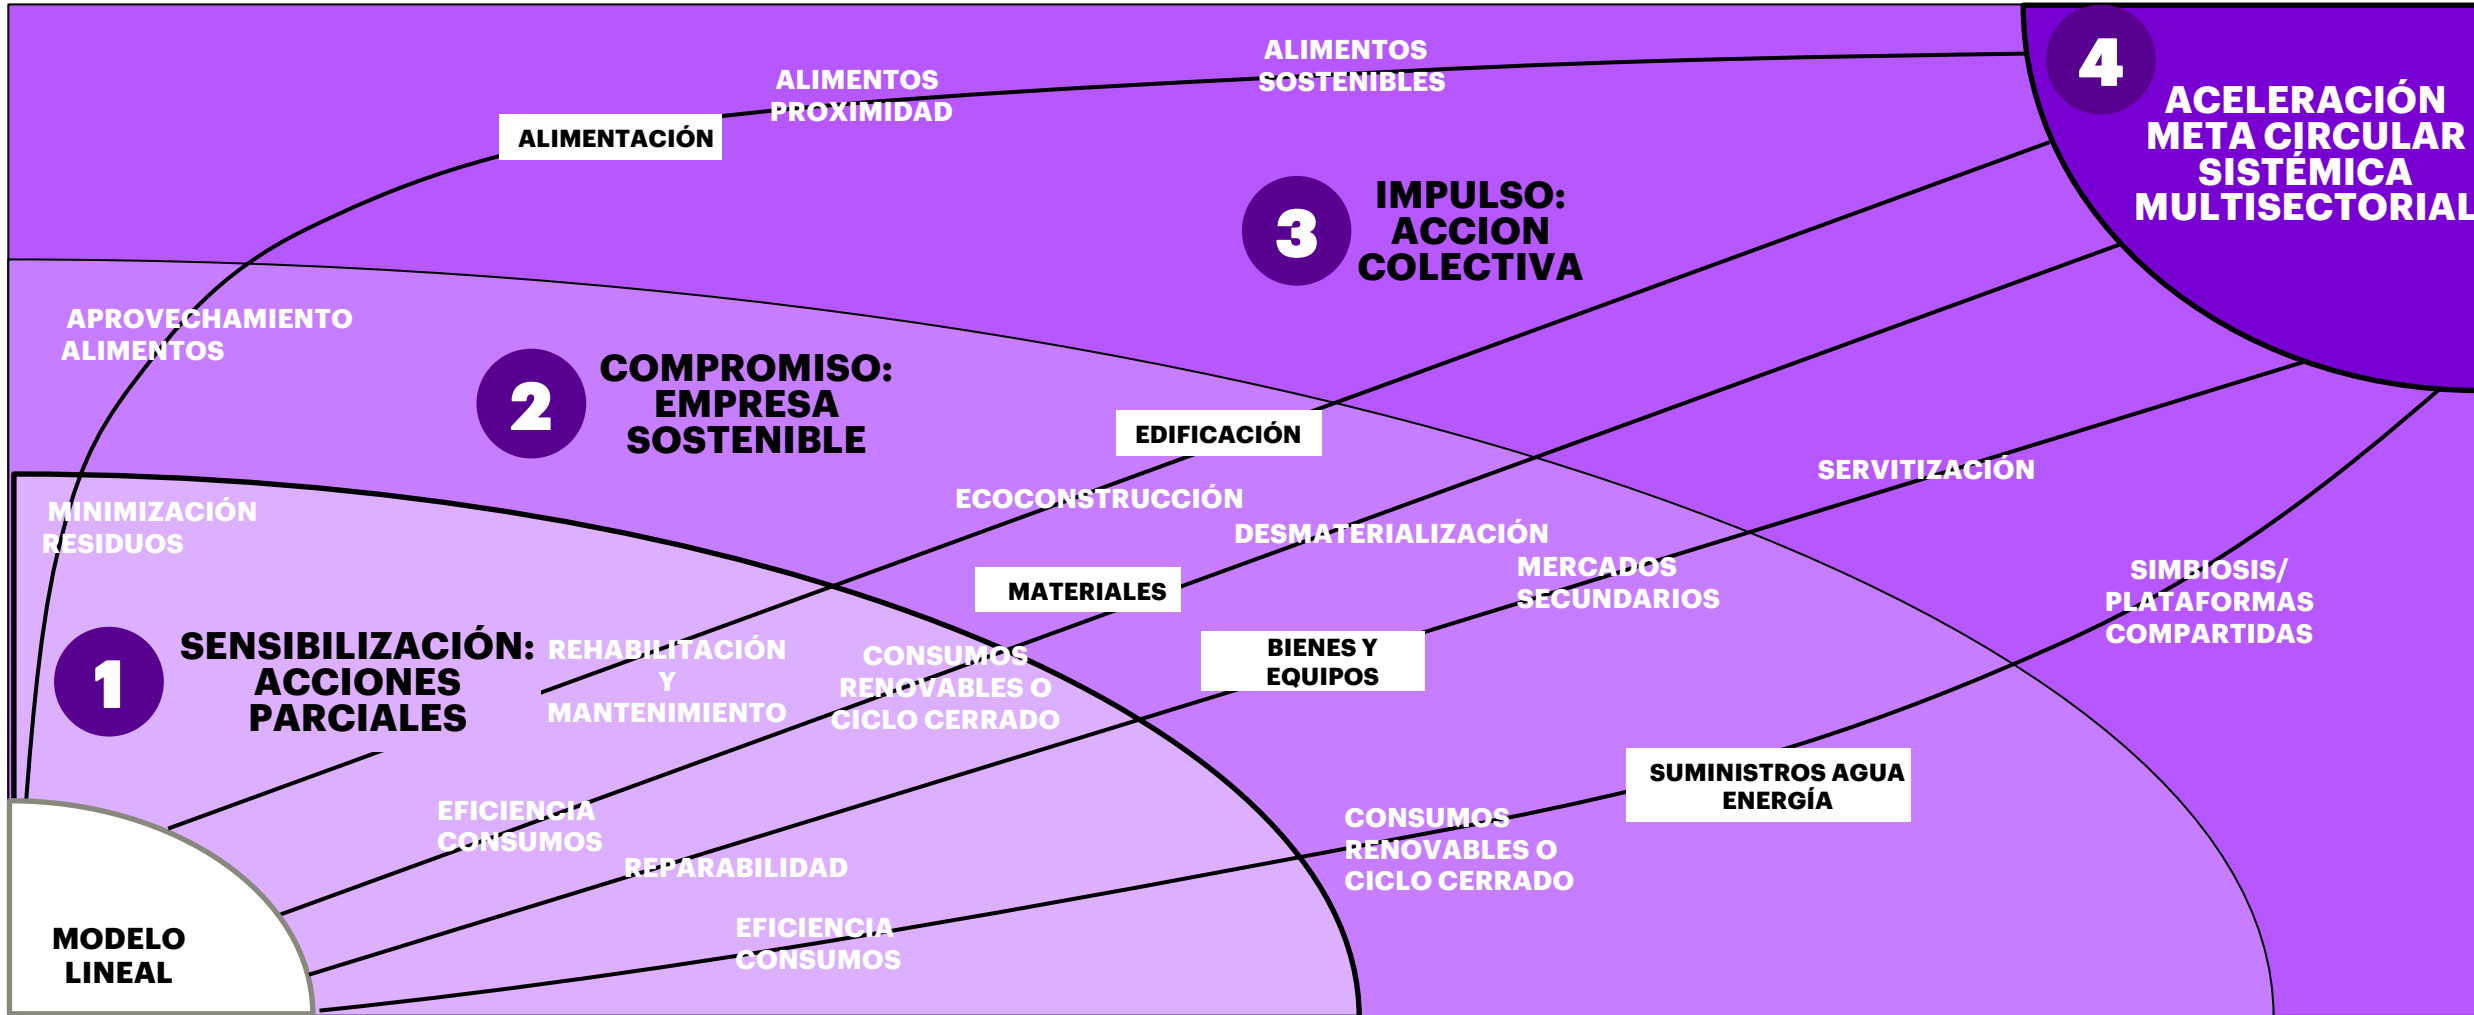 ALIMENTOS
PROXIMIDAD
ALIMENTOS
SOSTENIBLES
4
ACELERACIÓN
META CIRCULAR
SISTÉMICA
MULTISECTORIAL
ALIMENTACIÓN
3
IMPULSO:
ACCION
COLECTIVA
APROVECHAMIENTO
ALIMENTOS
2
COMPROMISO:
EMPRESA
SOSTENIBLE
EDIFICACIÓN
ECOCONSTRUCCIÓN
SERVITIZACIÓN
MINIMIZACIÓN
RESIDUOS
DESMATERIALIZACIÓN
MERCADOS
SECUNDARIOS
MATERIALES
SIMBIOSIS/
PLATAFORMAS
COMPARTIDAS
1
SENSIBILIZACIÓN:
ACCIONES
PARCIALES
REHABILITACIÓN
Y
MANTENIMIENTO
CONSUMOS
RENOVABLES O
CICLO CERRADO
BIENES Y
EQUIPOS
SUMINISTROS AGUA
ENERGÍA
EFICIENCIA
CONSUMOS
REPARABILIDAD
CONSUMOS
RENOVABLES O
CICLO CERRADO
EFICIENCIA
CONSUMOS
MODELO
LINEAL